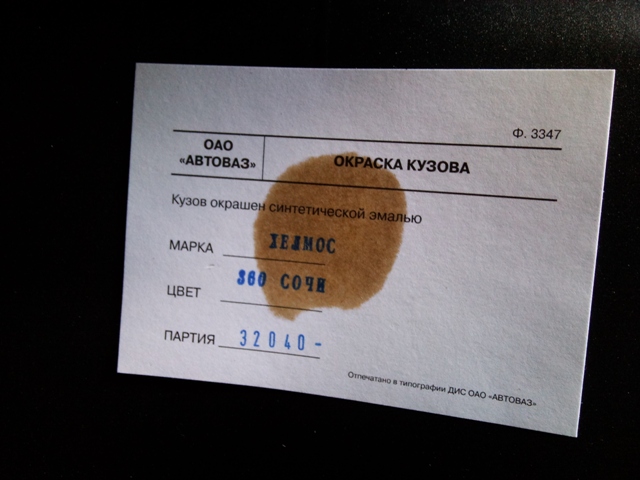 Ф. 3347
ОАО
«АВТОВАЗ»
ОКРАСКА КУЗОВА
Кузов окрашен синтетической эмалью
МАРКА ХЕЛМОС
ЦВЕТ 360 СОЧИ
ПАРТИЯ 32040-
Отпечатано в типографии ДИС ОАО «АВТОВАЗ»